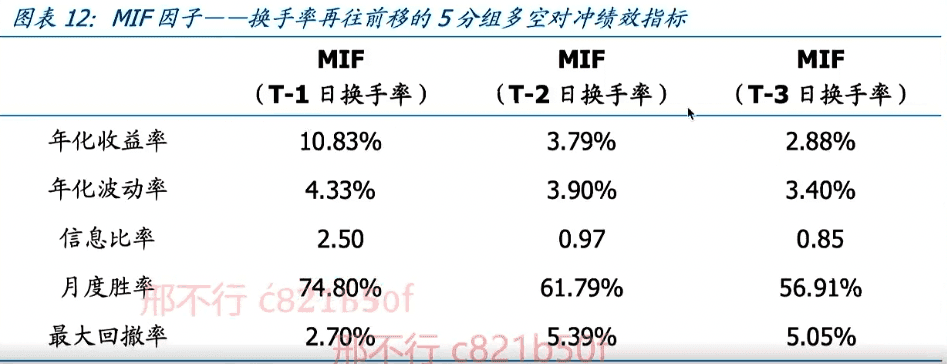 图表 12：MIF 因子——换手率再往前移的 5 分组多空对冲绩效指标
MIF MIF MIF
（T-1 日换手率） （T-2 日换手率） （T-3 日换手率）
年化收益率 10.83% 3.79% 2.88%
年化波动率 4.33% 3.90% 3.40%
信息比率 2.50 0.97 0.85
月度胜率 74.80% 61.79% 56.91%
邢不行 c821b50f
最大回撤率 2.70% 5.39% 5.05%
邢不行 c821b50f